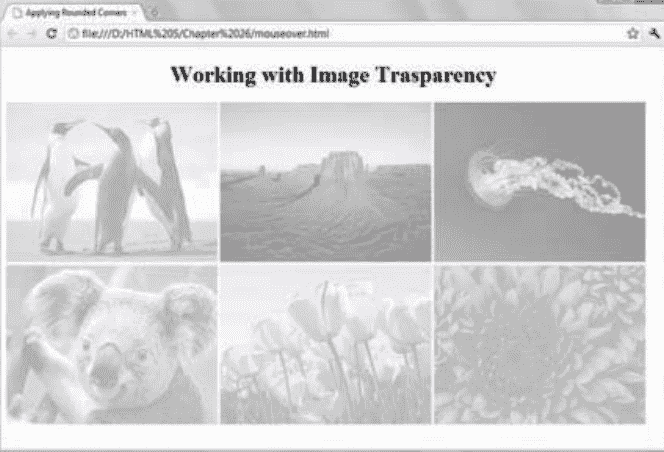 Applying Rounded Corners
file:///D:/HTML%205/Chapter%2026/mouseover.html
Working with Image Trasparency